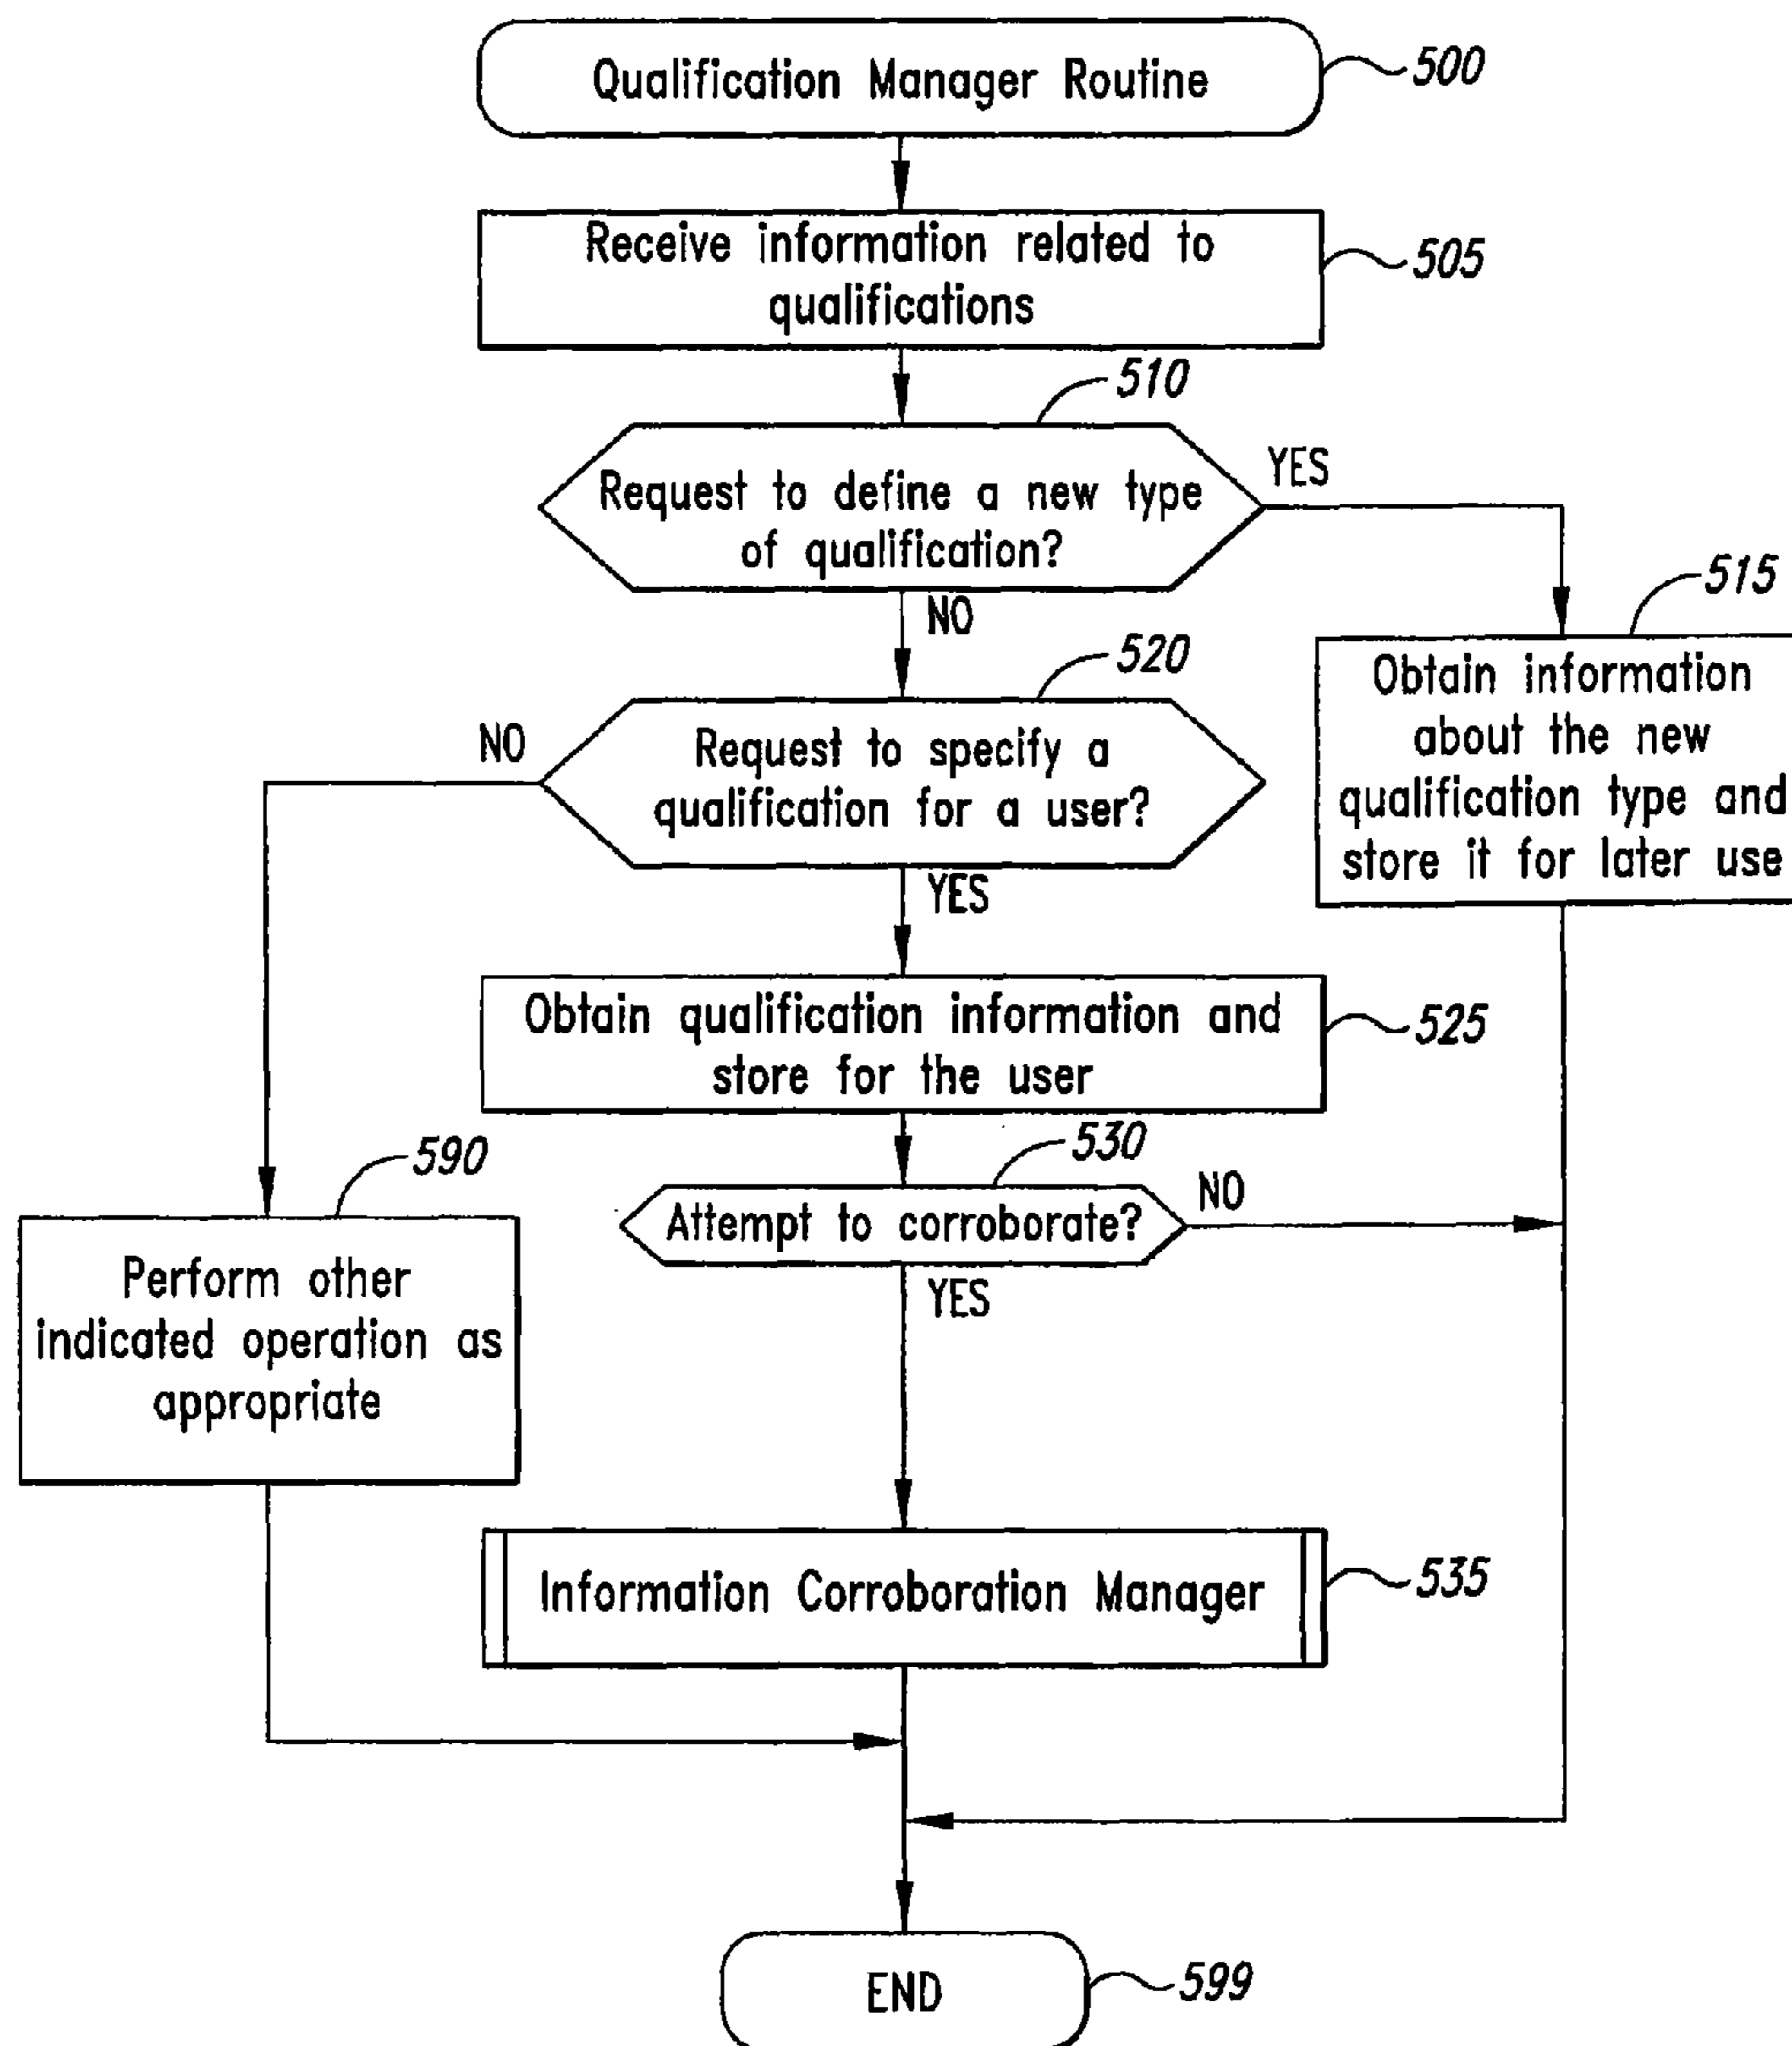 Qualification Manager Routine
500
Receive information related to
qualifications
505
510
Request to define a new type
of qualification?
YES
NO
515
Obtain information
about the new
qualification type and
store it for later use
520
Request to specify a
qualification for a user?
NO
YES
Obtain qualification information and
store for the user
525
530
Attempt to corroborate?
NO
YES
590
Perform other
indicated operation as
appropriate
Information Corroboration Manager
535
END
599